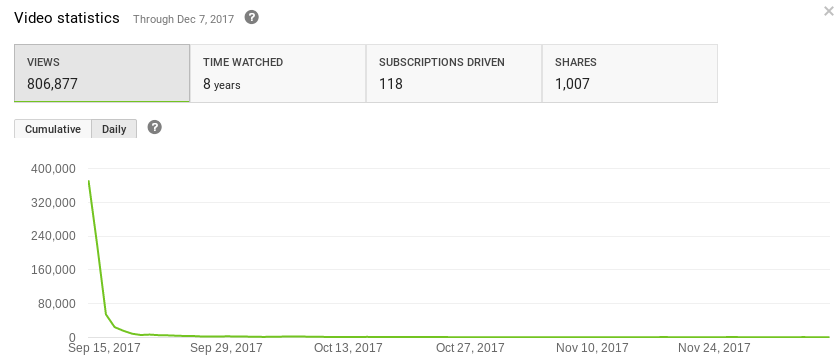 Video statistics Through Dec 7, 2017 ?
×
VIEWS TIME WATCHED SUBSCRIPTIONS DRIVEN SHARES
806,877 8 years 118 1,007
Cumulative Daily ?
400,000
320,000
240,000
160,000
80,000
0
Sep 15, 2017 Sep 29, 2017 Oct 13, 2017 Oct 27, 2017 Nov 10, 2017 Nov 24, 2017